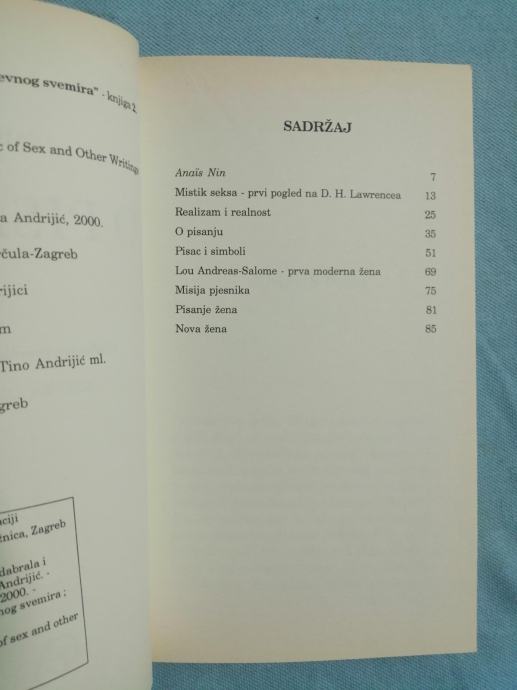 evnog svemira" - knjiga 2.
of Sex and Other Writings
a Andrijić, 2000.
čula-Zagreb
rijici
m
Tino Andrijić ml.
greb
aciji
žnica, Zagreb
dabrala i
Andrijić. -
2000. -
nog svemira ;
of sex and other
SADRŽAJ
Anaïs Nin 7
Mistik seksa - prvi pogled na D. H. Lawrencea 13
Realizam i realnost 25
O pisanju 35
Pisac i simboli 51
Lou Andreas-Salome - prva moderna žena 69
Misija pjesnika 75
Pisanje žena 81
Nova žena 85